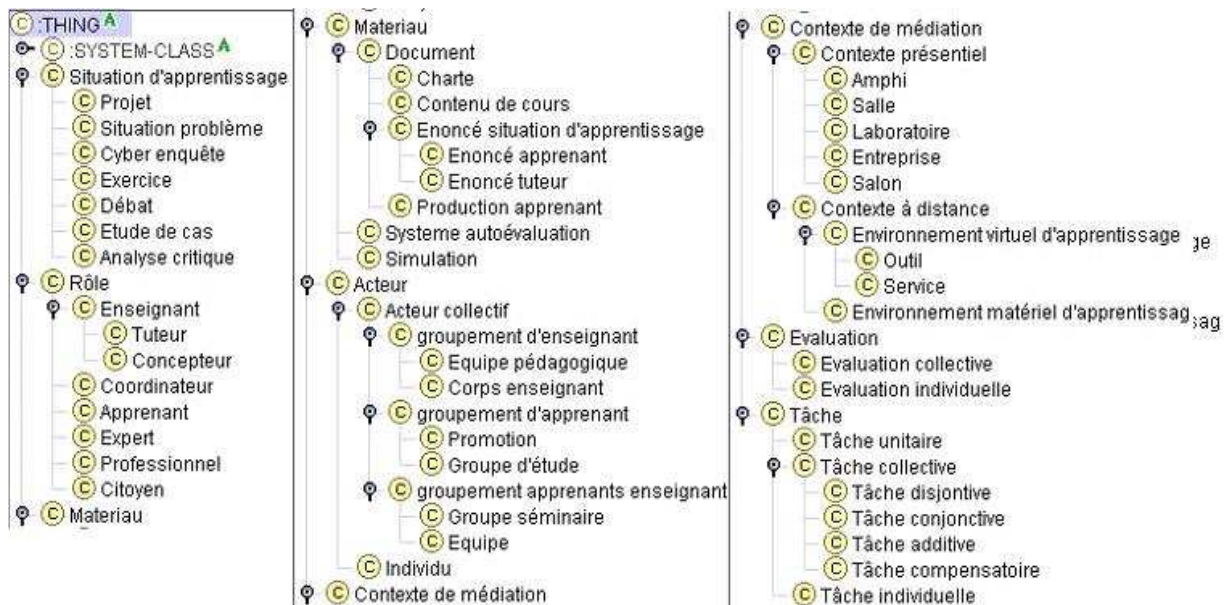 :THING A
:SYSTEM-CLASS A
Situation d'apprentissage
Projet
Situation problème
Cyber enquête
Exercice
Débat
Etude de cas
Analyse critique
Rôle
Enseignant
Tuteur
Concepteur
Coordinateur
Apprenant
Expert
Professionnel
Citoyen
Materiau
Materiau
Document
Charte
Contenu de cours
Enoncé situation d'apprentissage
Enoncé apprenant
Enoncé tuteur
Production apprenant
Systeme autoévaluation
Simulation
Acteur
Acteur collectif
groupement d'enseignant
Equipe pédagogique
Corps enseignant
groupement d'apprenant
Promotion
Groupe d'étude
groupement apprenants enseignant
Groupe séminaire
Equipe
Individu
Contexte de médiation
Contexte de médiation
Contexte présentiel
Amphi
Salle
Laboratoire
Entreprise
Salon
Contexte à distance
Environnement virtuel d'apprentissage
Outil
Service
Environnement matériel d'apprentissag
Evaluation
Evaluation collective
Evaluation individuelle
Tâche
Tâche unitaire
Tâche collective
Tâche disjontive
Tâche conjonctive
Tâche additive
Tâche compensatoire
Tâche individuelle